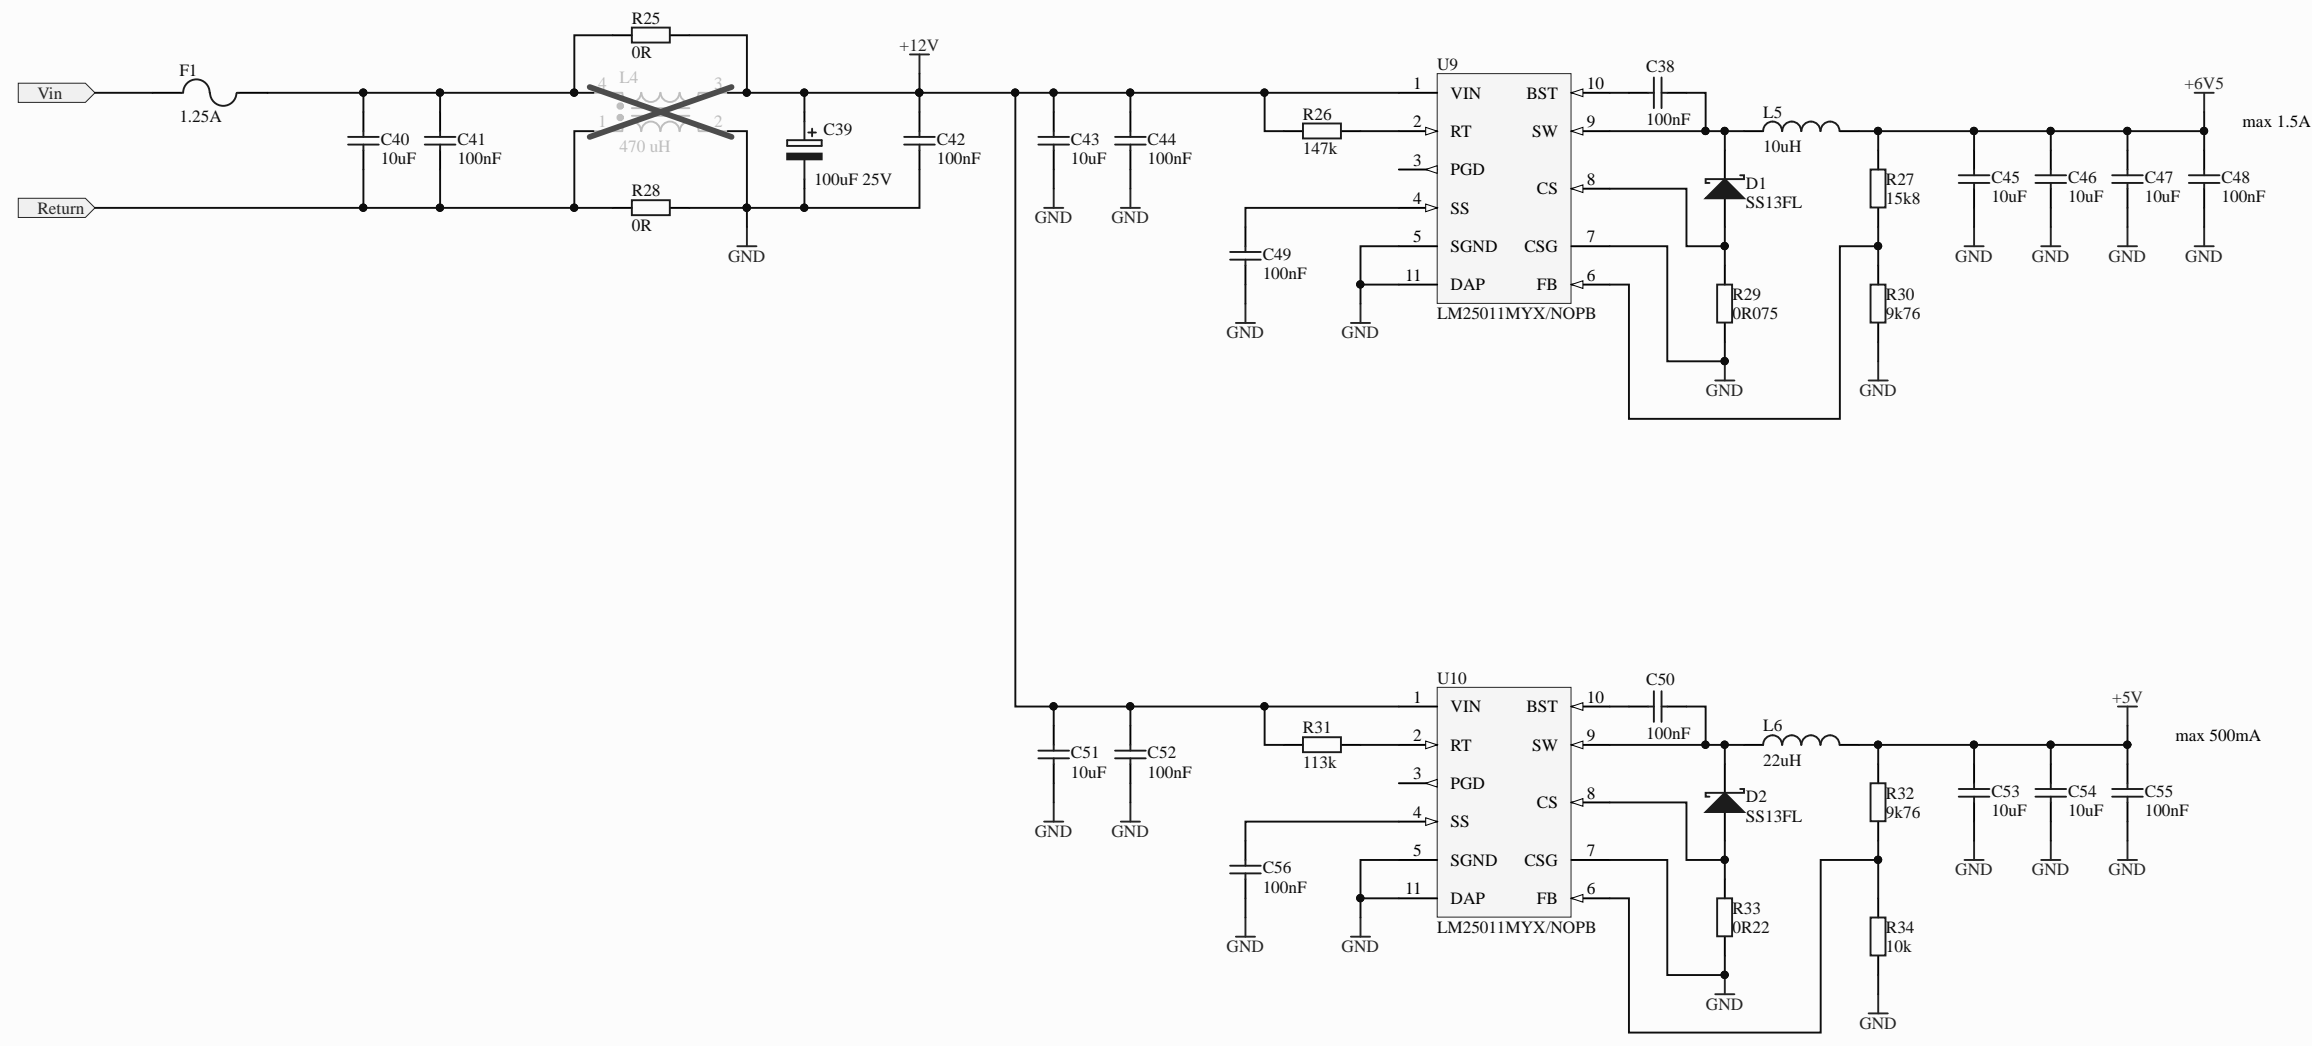 Vin
F1
1.25A
Return
C40
10uF
C41
100nF
R25
0R
4
L4
3
1
2
470 uH
R28
0R
GND
+
C39
100uF 25V
+12V
C42
100nF
C43
10uF
GND
C44
100nF
GND
R26
147k
C49
100nF
GND
GND
U9
1
VIN
2
RT
3
PGD
4
SS
5
SGND
11
DAP
BST
10
SW
9
CS
8
CSG
7
FB
6
LM25011MYX/NOPB
C38
100nF
L5
10uH
D1
SS13FL
R29
0R075
GND
R27
15k8
R30
9k76
GND
C45
10uF
GND
C46
10uF
GND
C47
10uF
GND
C48
100nF
GND
+6V5
max 1.5A
C51
10uF
GND
C52
100nF
GND
R31
113k
C56
100nF
GND
GND
U10
1
VIN
2
RT
3
PGD
4
SS
5
SGND
11
DAP
BST
10
SW
9
CS
8
CSG
7
FB
6
LM25011MYX/NOPB
C50
100nF
L6
22uH
D2
SS13FL
R33
0R22
GND
R32
9k76
R34
10k
GND
C53
10uF
GND
C54
10uF
GND
C55
100nF
GND
+5V
max 500mA